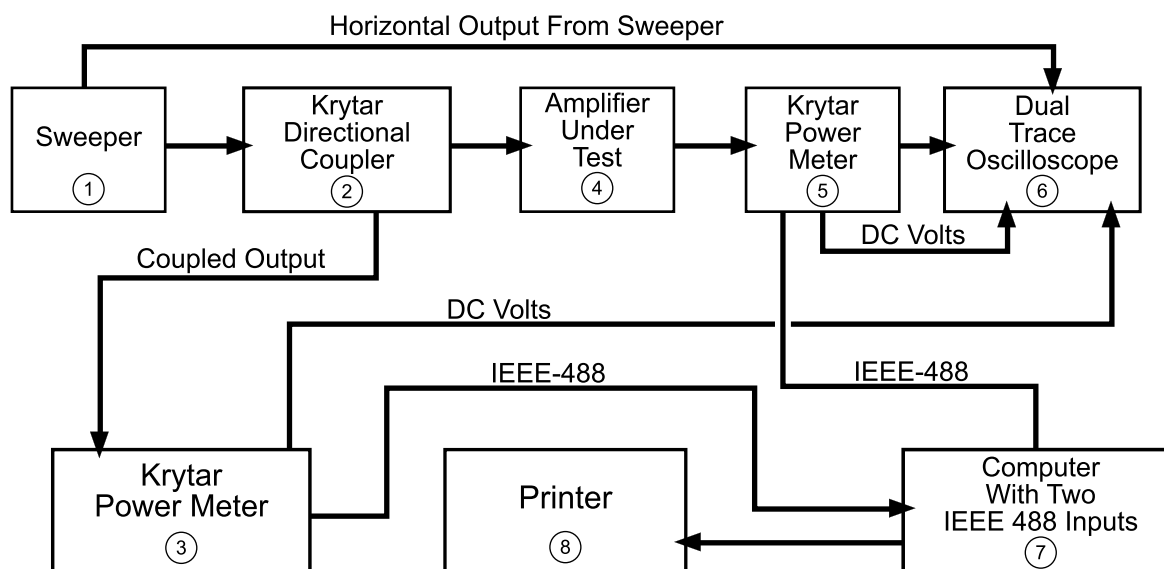 Horizontal Output From Sweeper
Sweeper
1
Krytar
Directional
Coupler
2
Amplifier
Under
Test
4
Krytar
Power
Meter
5
Dual
Trace
Oscilloscope
6
DC Volts
Coupled Output
DC Volts
IEEE-488
IEEE-488
Krytar
Power Meter
3
Printer
8
Computer
With Two
IEEE 488 Inputs
7